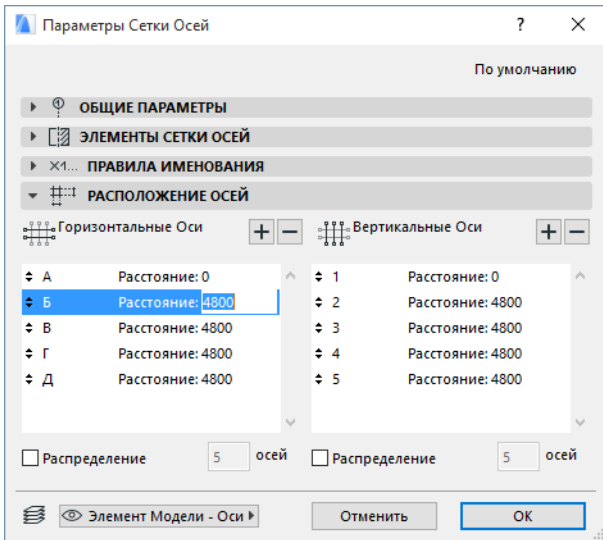 Параметры Сетки Осей ?
По умолчанию
ОБЩИЕ ПАРАМЕТРЫ
ЭЛЕМЕНТЫ СЕТКИ ОСЕЙ
X1... ПРАВИЛА ИМЕНОВАНИЯ
РАСПОЛОЖЕНИЕ ОСЕЙ
Горизонтальные Оси + −
А Расстояние: 0
Б Расстояние: 4800
В Расстояние: 4800
Г Расстояние: 4800
Д Расстояние: 4800
Распределение 5 осей
Вертикальные Оси + −
1 Расстояние: 0
2 Расстояние: 4800
3 Расстояние: 4800
4 Расстояние: 4800
5 Расстояние: 4800
Распределение 5 осей
Элемент Модели - Оси
Отменить
OK